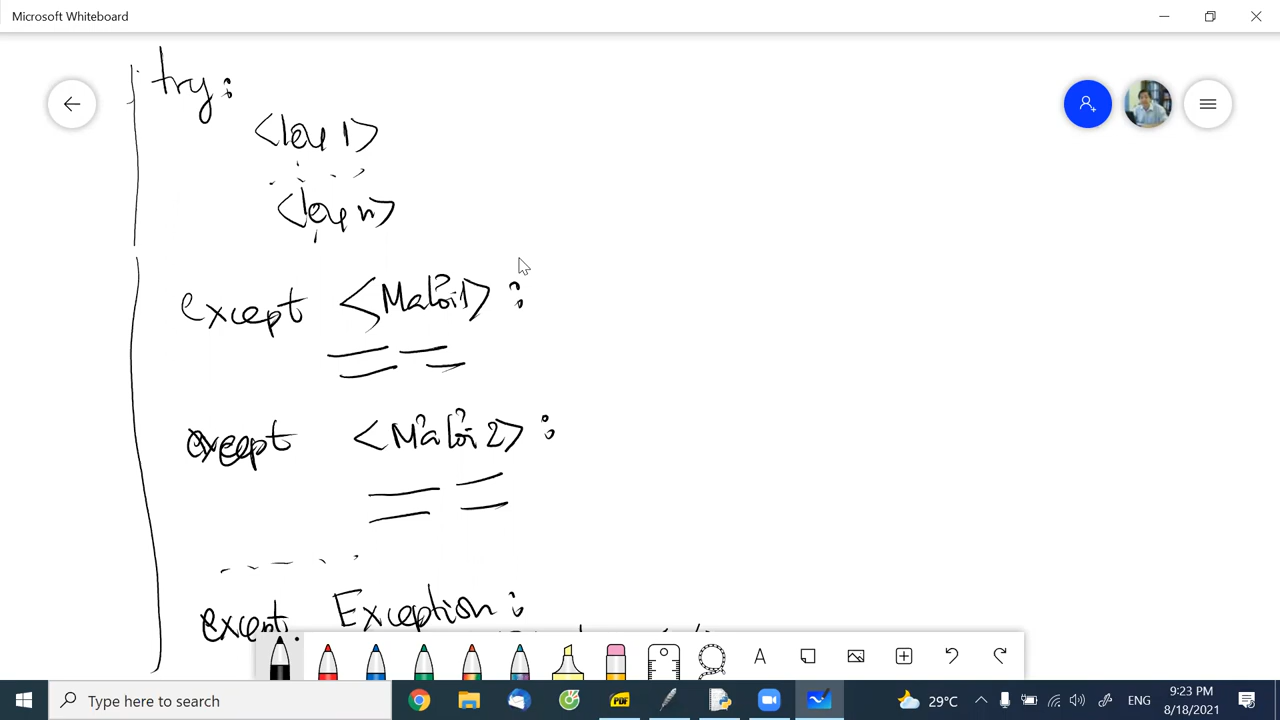 Microsoft Whiteboard
try:
<lệnh 1>
- - - -
<lệnh n>
except <Mã lỗi 1> :
except <Mã lỗi 2> :
- - - - -
except Exception :
A
Type here to search
29°C
ENG
9:23 PM
8/18/2021